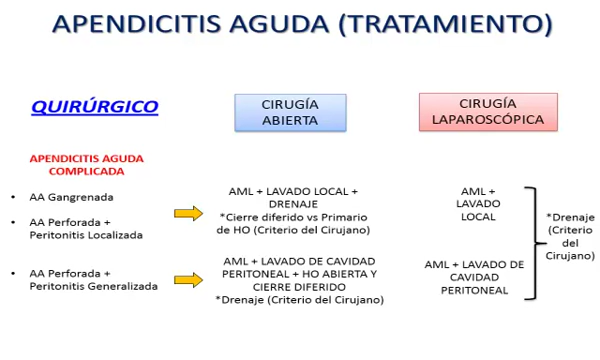 APENDICITIS AGUDA (TRATAMIENTO)
QUIRÚRGICO
CIRUGÍA
ABIERTA
CIRUGÍA
LAPAROSCÓPICA
APENDICITIS AGUDA
COMPLICADA
• AA Gangrenada
• AA Perforada +
Peritonitis Localizada
AML + LAVADO LOCAL +
DRENAJE
*Cierre diferido vs Primario
de HO (Criterio del Cirujano)
AML +
LAVADO
LOCAL
*Drenaje
(Criterio
del
Cirujano)
• AA Perforada +
Peritonitis Generalizada
AML + LAVADO DE CAVIDAD
PERITONEAL + HO ABIERTA Y
CIERRE DIFERIDO
*Drenaje (Criterio del Cirujano)
AML + LAVADO DE
CAVIDAD
PERITONEAL